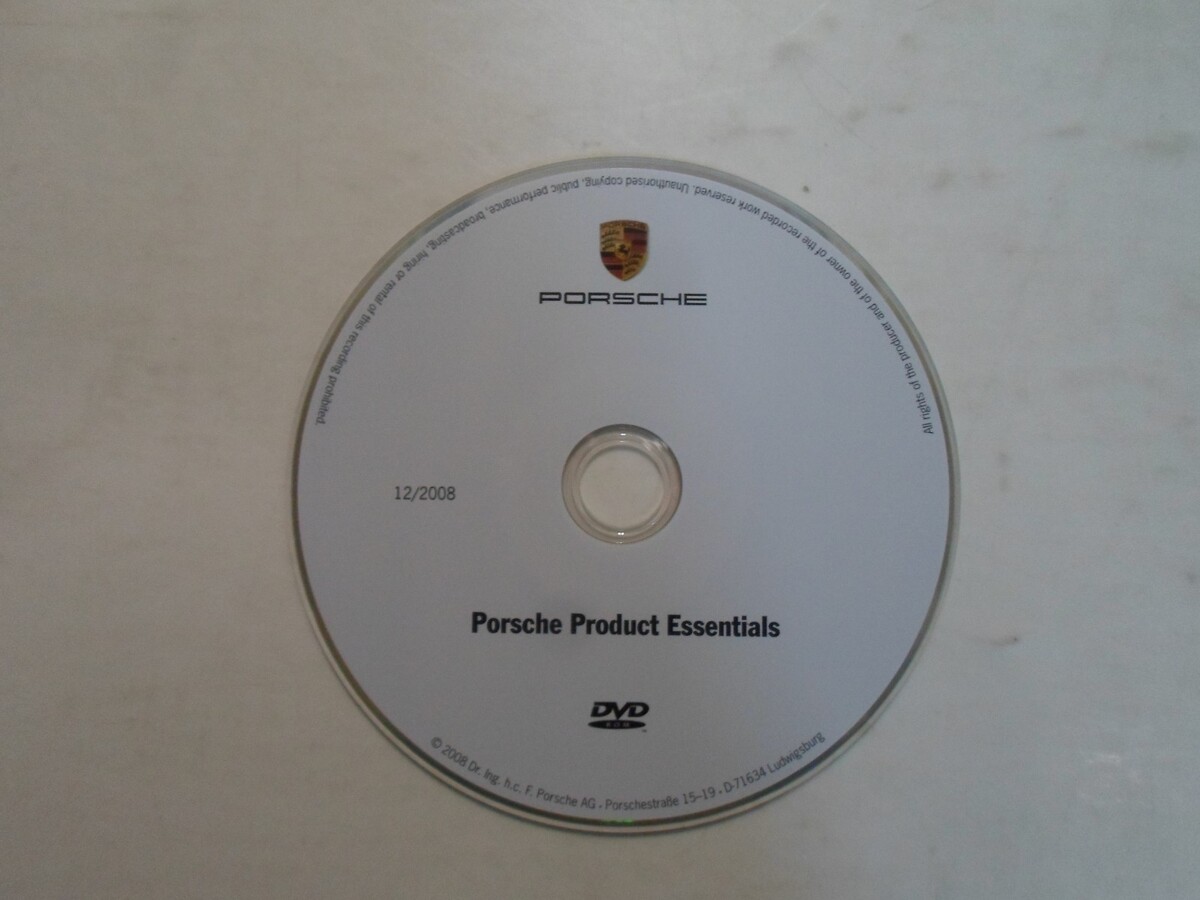 All rights of the producer and of the owner of the recorded work reserved. Unauthorised copying, public performance, broadcasting, hiring or rental of this recording prohibited.
PORSCHE
12/2008
Porsche Product Essentials
DVD
ROM
© 2008 Dr. Ing. h.c. F. Porsche AG · Porschestraße 15–19 · D-71634 Ludwigsburg